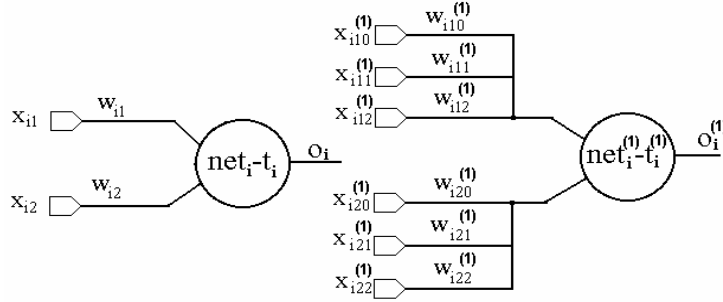 x_i1 w_i1
net_i-t_i o_i
x_i2 w_i2
x_i10^(1) w_i10^(1)
x_i11^(1) w_i11^(1)
x_i12^(1) w_i12^(1)
net_i^(1)-t_i^(1) o_i^(1)
x_i20^(1) w_i20^(1)
x_i21^(1) w_i21^(1)
x_i22^(1) w_i22^(1)